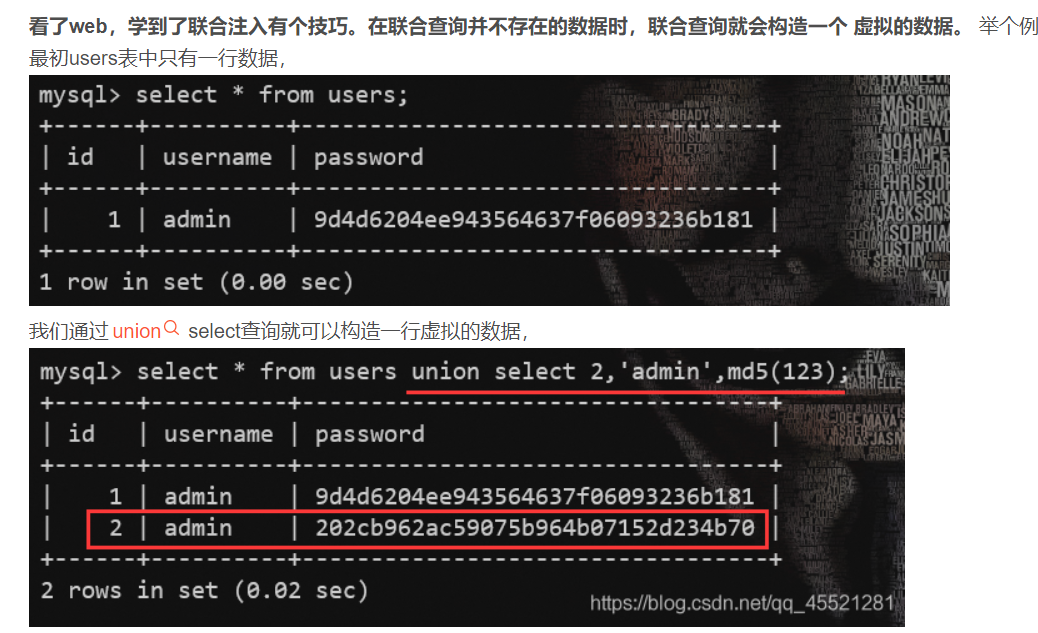 看了web，学到了联合注入有个技巧。在联合查询并不存在的数据时，联合查询就会构造一个 虚拟的数据。 举个例
最初users表中只有一行数据，
mysql> select * from users;
+------+----------+----------------------------------+
| id   | username | password                         |
+------+----------+----------------------------------+
|    1 | admin    | 9d4d6204ee943564637f06093236b181 |
+------+----------+----------------------------------+
1 row in set (0.00 sec)
我们通过 union select查询就可以构造一行虚拟的数据，
mysql> select * from users union select 2,'admin',md5(123);
+------+----------+----------------------------------+
| id   | username | password                         |
+------+----------+----------------------------------+
|    1 | admin    | 9d4d6204ee943564637f06093236b181 |
|    2 | admin    | 202cb962ac59075b964b07152d234b70 |
+------+----------+----------------------------------+
2 rows in set (0.02 sec)
https://blog.csdn.net/qq_45521281